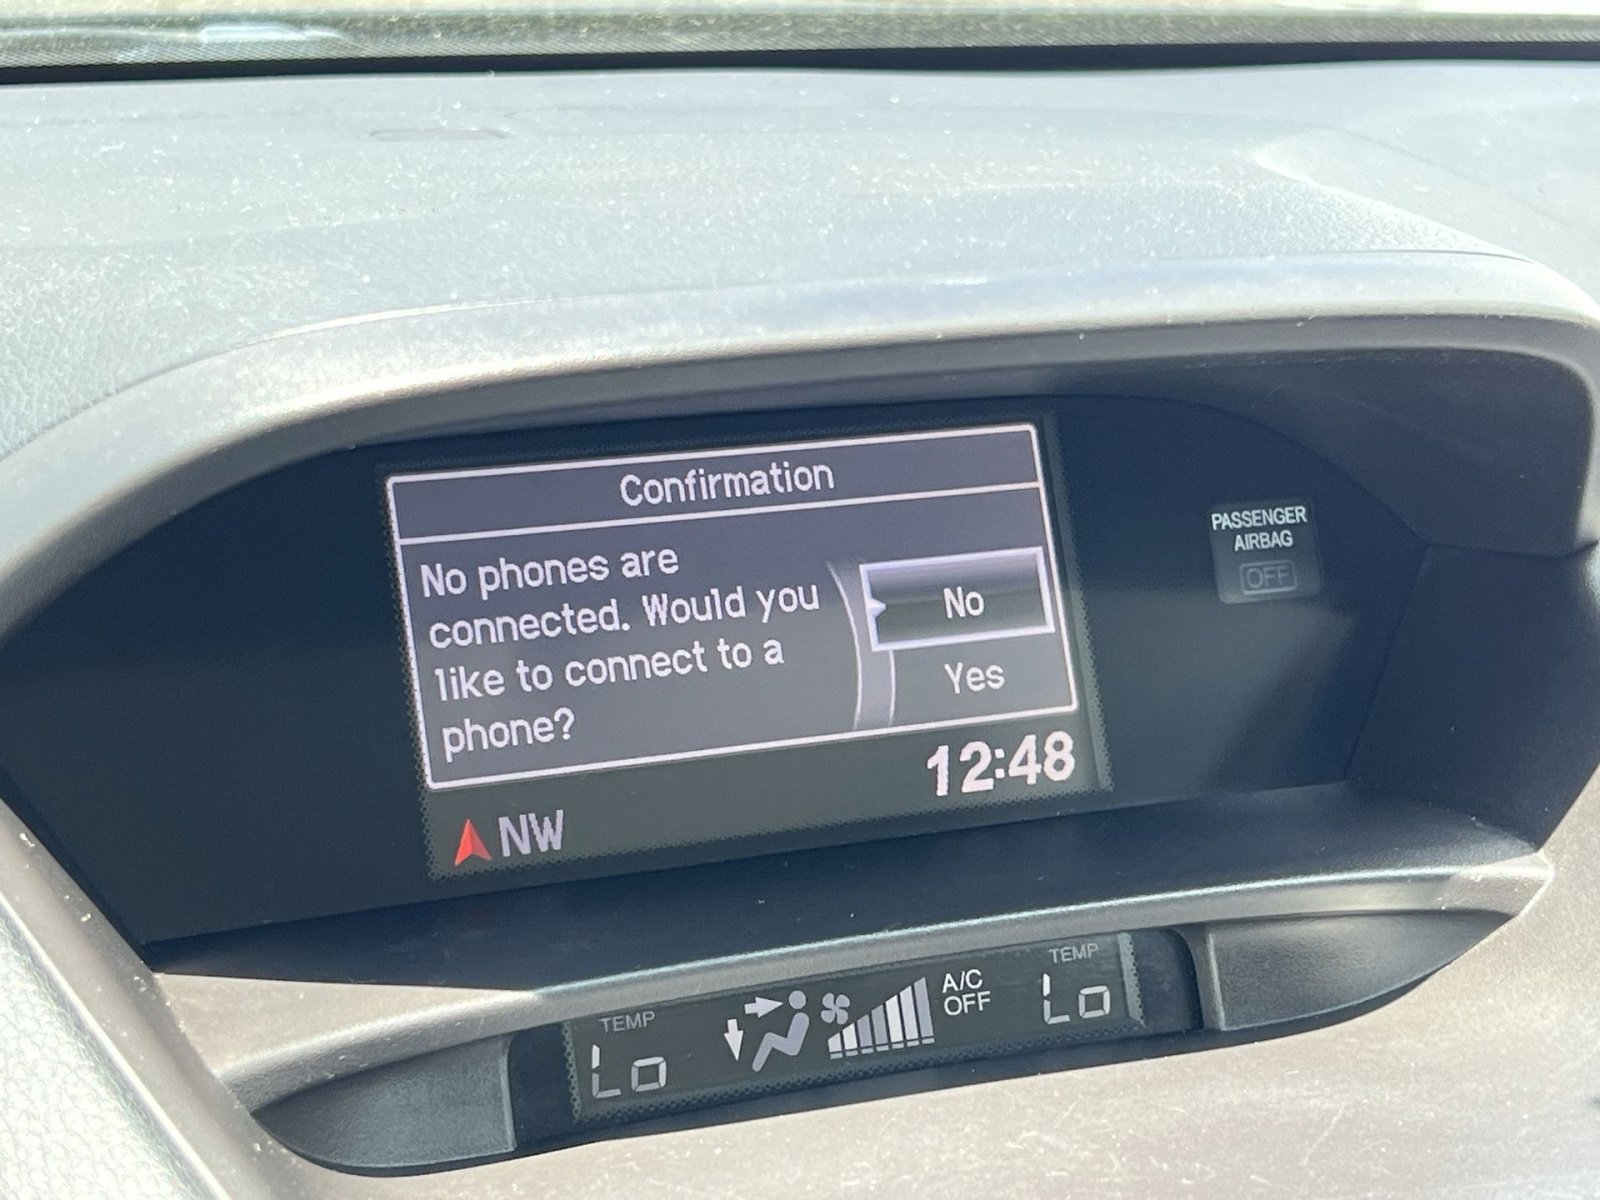 Confirmation
No phones are
connected. Would you
like to connect to a
phone?
No
Yes
12:48
NW
PASSENGER
AIRBAG
OFF
TEMP
Lo
A/C
OFF
TEMP
Lo